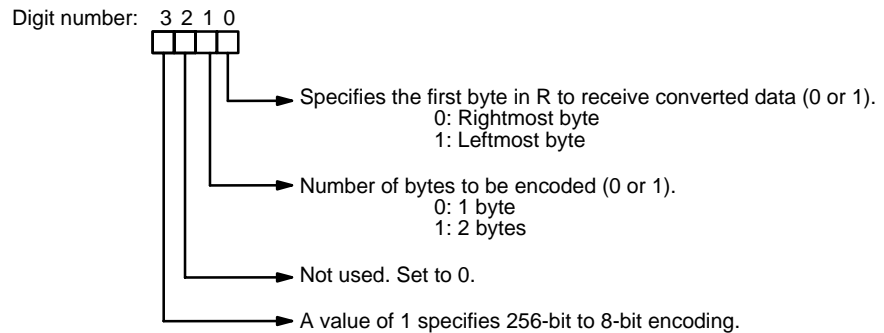 Digit number: 3 2 1 0
Specifies the first byte in R to receive converted data (0 or 1).
0: Rightmost byte
1: Leftmost byte
Number of bytes to be encoded (0 or 1).
0: 1 byte
1: 2 bytes
Not used. Set to 0.
A value of 1 specifies 256-bit to 8-bit encoding.